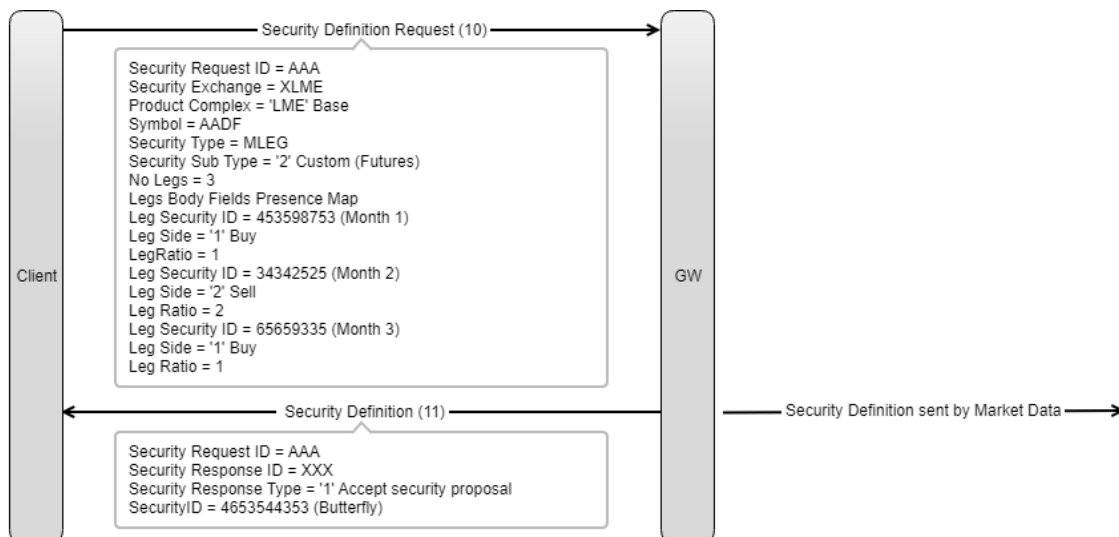 Security Definition Request (10)
Security Request ID = AAA
Security Exchange = XLME
Product Complex = 'LME' Base
Symbol = AADF
Security Type = MLEG
Security Sub Type = '2' Custom (Futures)
No Legs = 3
Legs Body Fields Presence Map
Leg Security ID = 453598753 (Month 1)
Leg Side = '1' Buy
LegRatio = 1
Leg Security ID = 34342525 (Month 2)
Leg Side = '2' Sell
Leg Ratio = 2
Leg Security ID = 65659335 (Month 3)
Leg Side = '1' Buy
Leg Ratio = 1
Client
GW
Security Definition (11)
Security Definition sent by Market Data
Security Request ID = AAA
Security Response ID = XXX
Security Response Type = '1' Accept security proposal
SecurityID = 4653544353 (Butterfly)